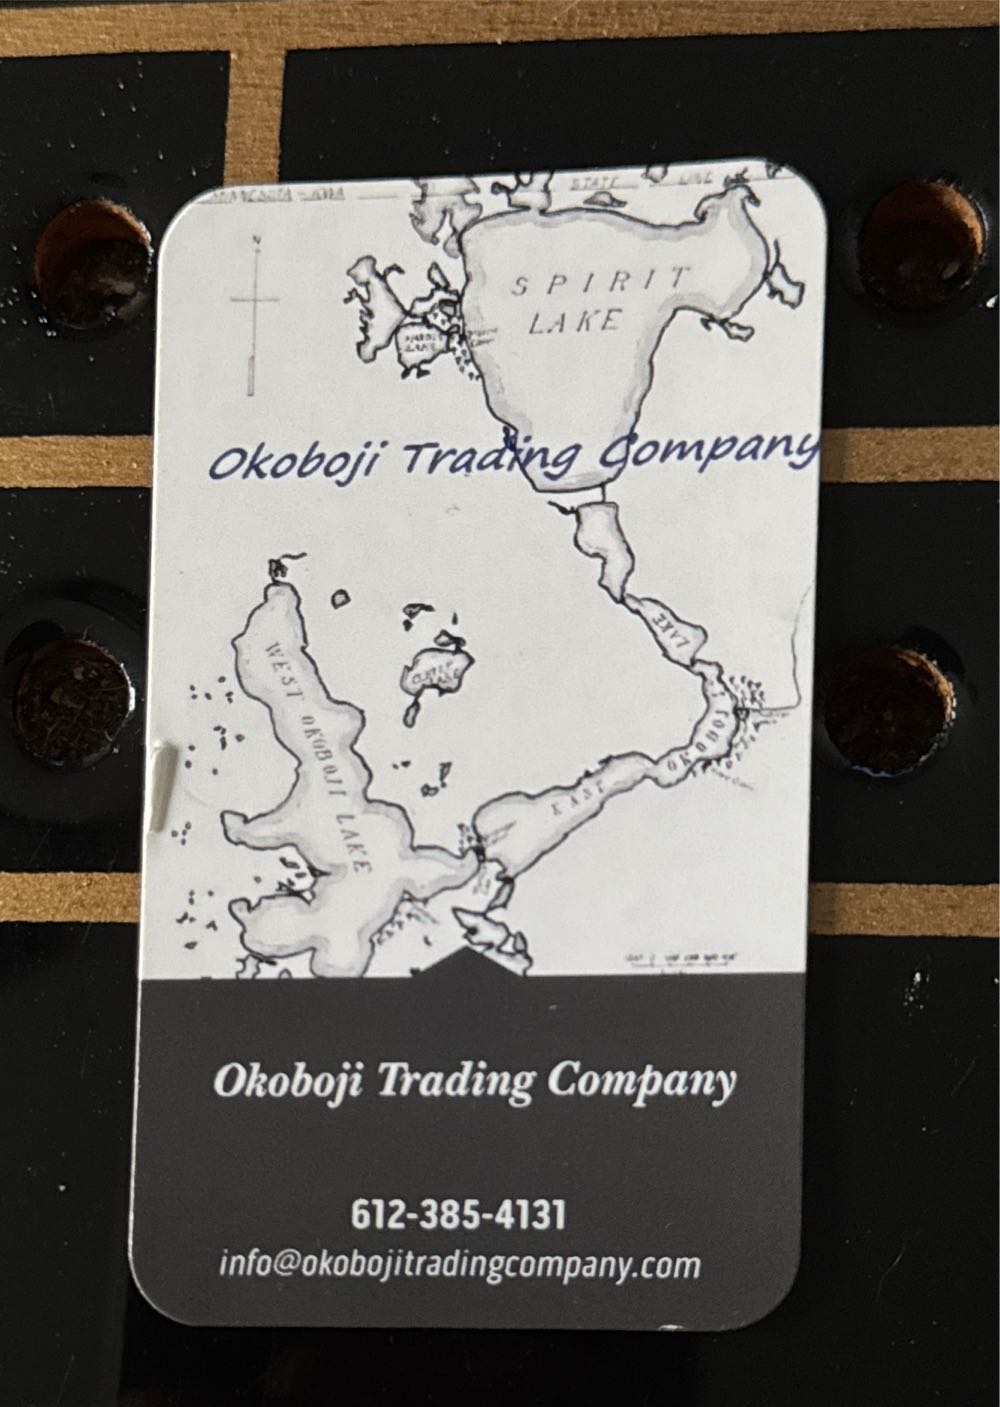 STATE LINE
N
SPIRIT
LAKE
Okoboji Trading Company
LAKE
WEST OKOBOJI LAKE
EAST OKOBOJI
Okoboji Trading Company
612-385-4131
info@okobojitradingcompany.com